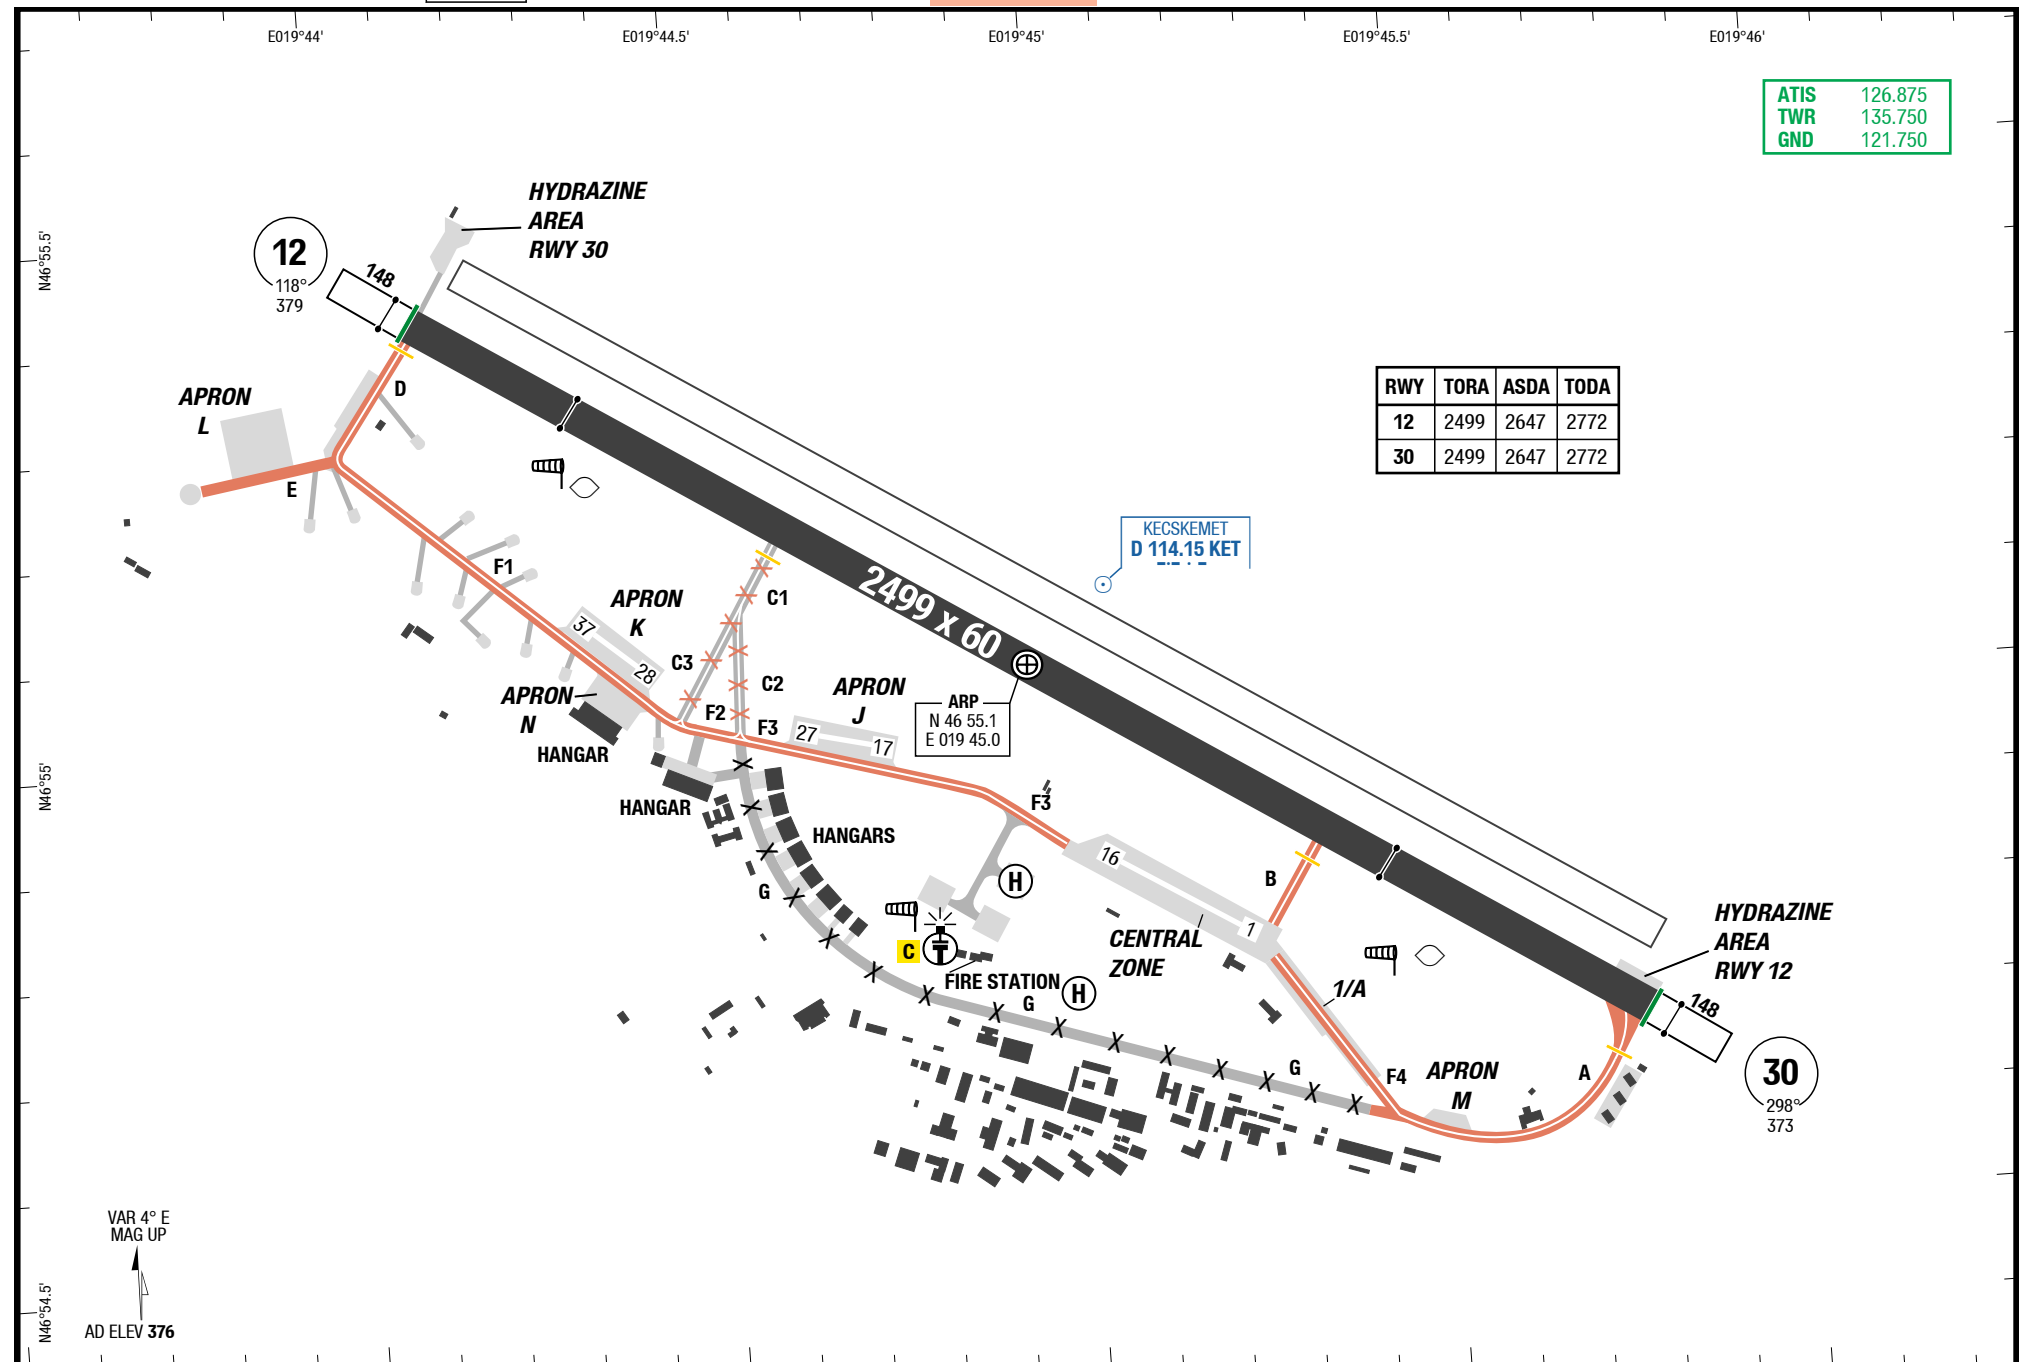 E019°44'
E019°44.5'
E019°45'
E019°45.5'
E019°46'
ATIS 126.875
TWR 135.750
GND 121.750
HYDRAZINE
AREA
RWY 30
N46°55.5'
12
118°
379
148
RWY TORA ASDA TODA
12 2499 2647 2772
30 2499 2647 2772
APRON
L
D
E
KECSKEMET
D 114.15 KET
F1
2499 x 60
C1
APRON
K
37
28
C3
C2
APRON
N
F2
F3
APRON
J
27
17
ARP
N 46 55.1
E 019 45.0
HANGAR
N46°55'
HANGAR
HANGARS
F3
16
1
B
H
G
C
FIRE STATION
H
G
CENTRAL
ZONE
HYDRAZINE
AREA
RWY 12
1/A
148
G
F4
APRON
M
A
30
298°
373
VAR 4° E
MAG UP
N46°54.5'
AD ELEV 376